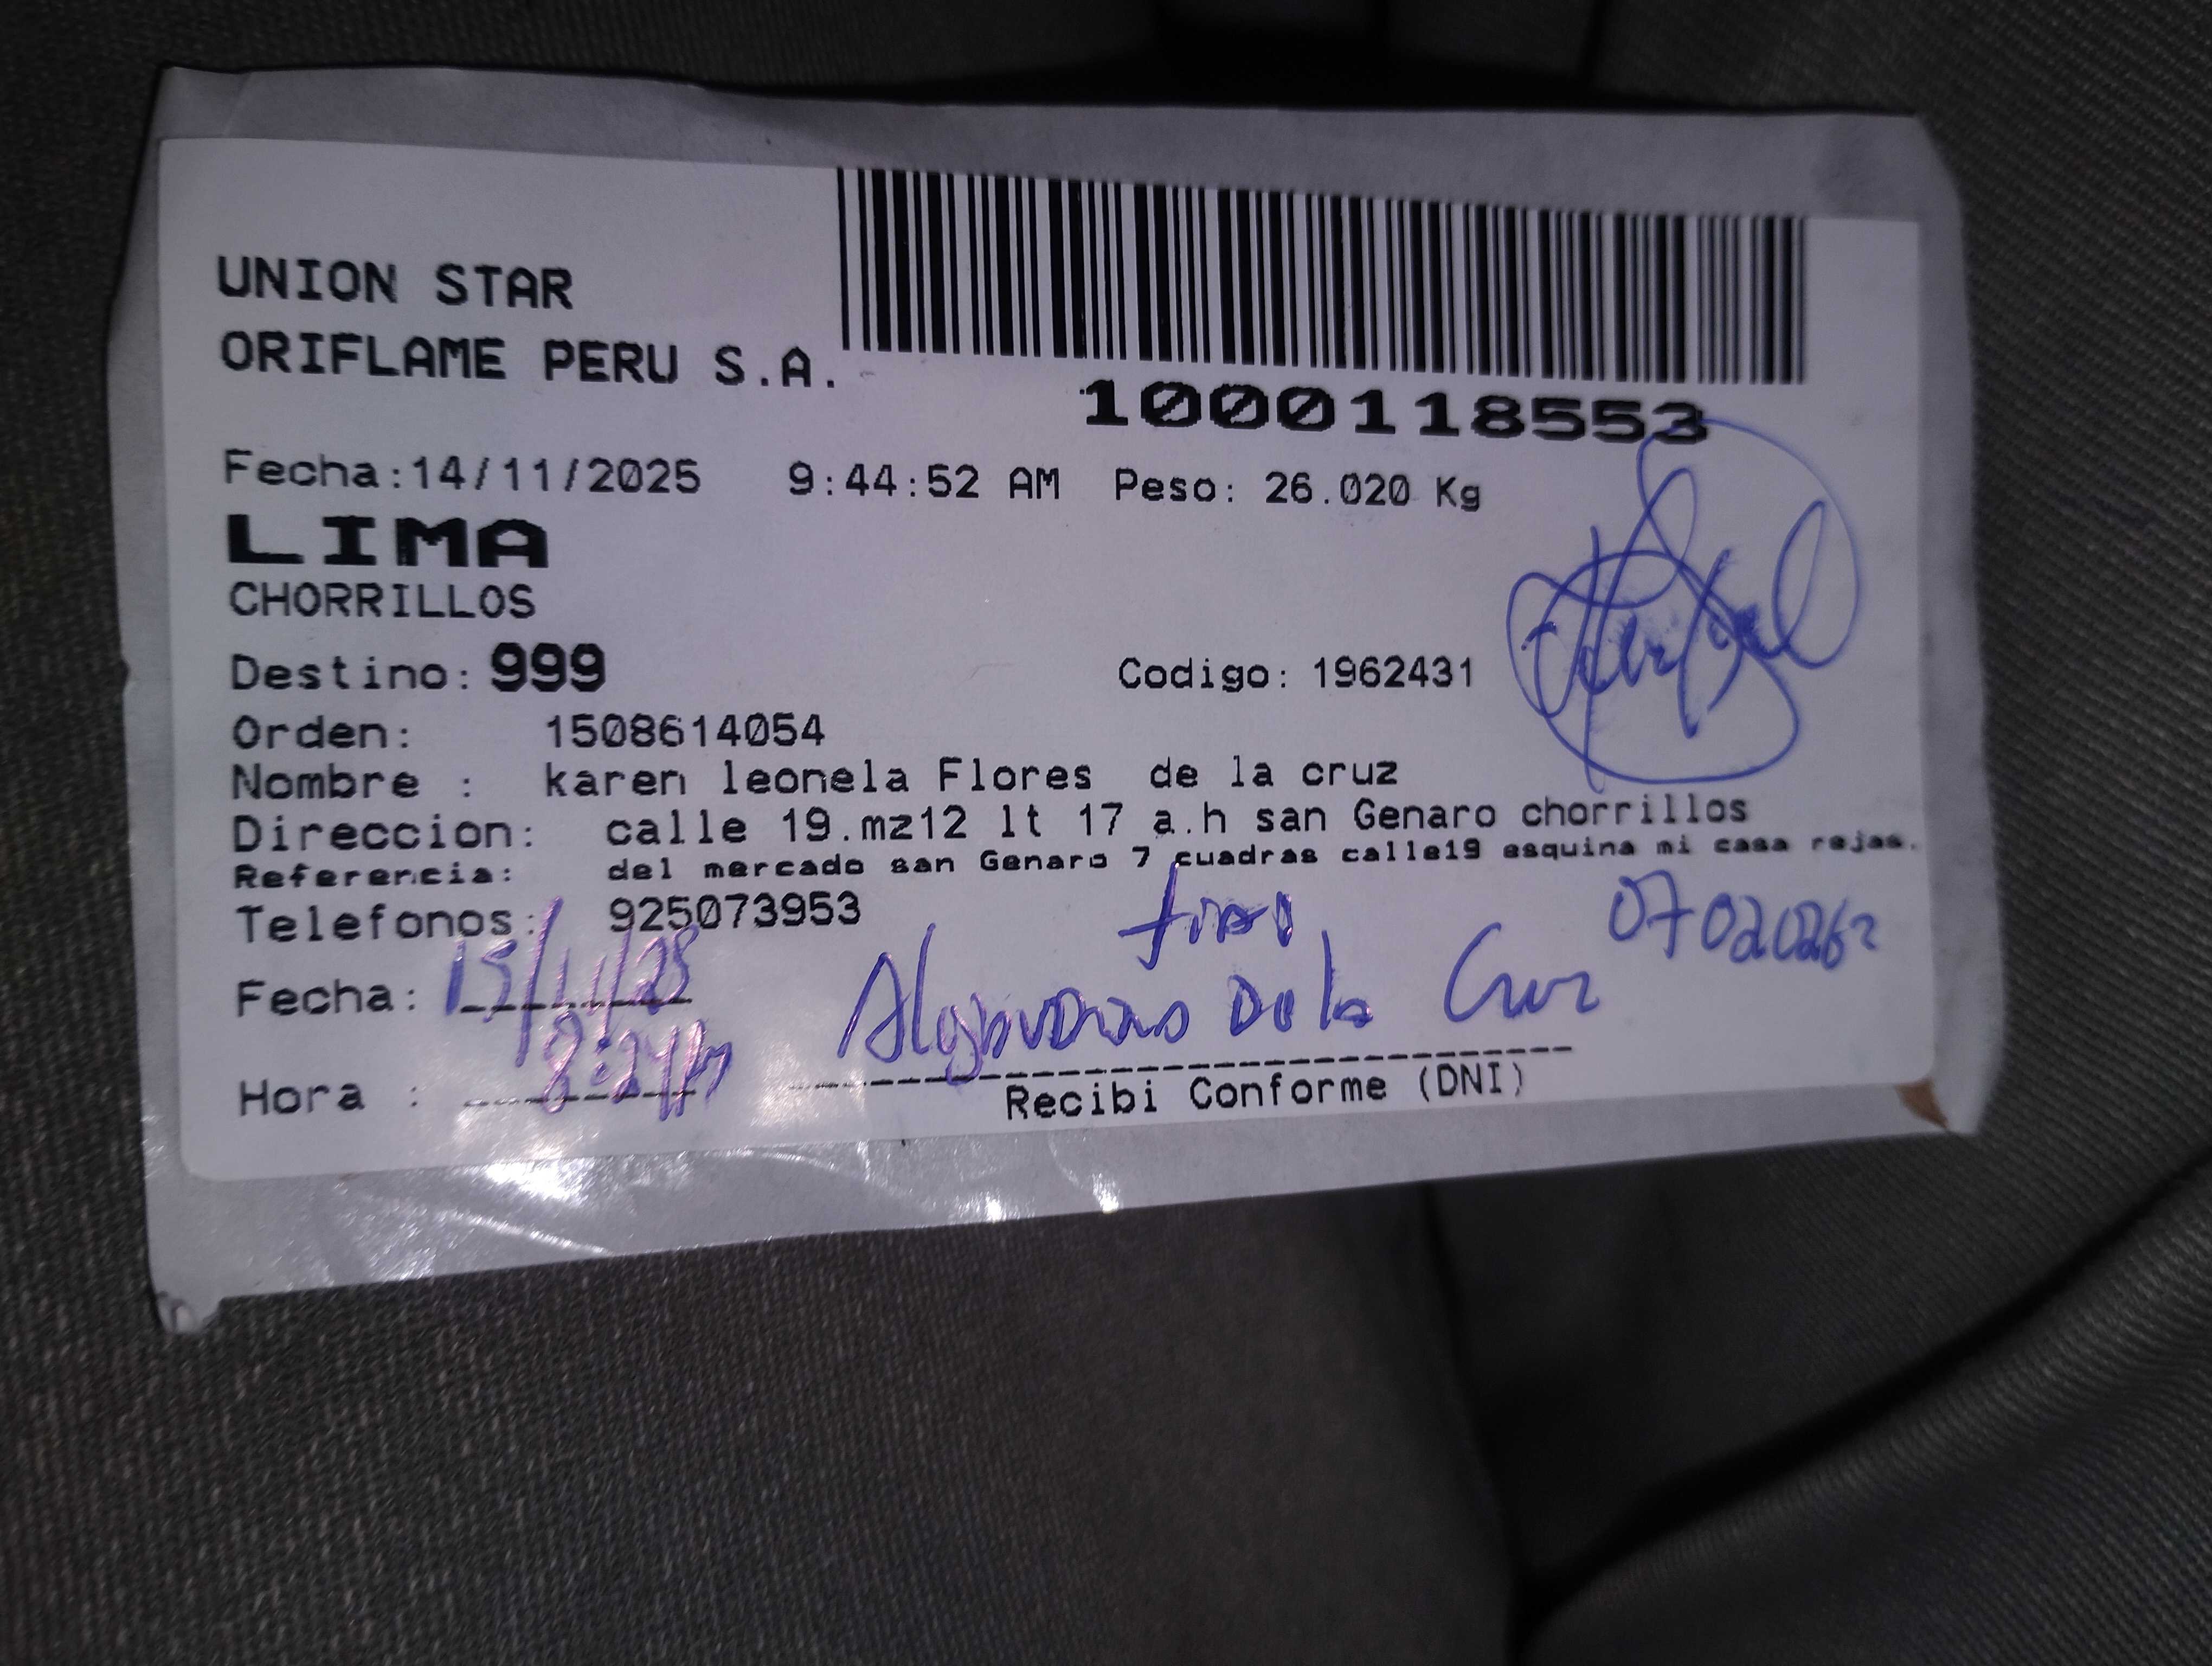 UNION STAR
ORIFLAME PERU S.A.
1000118553
Fecha:14/11/2025 9:44:52 AM Peso: 26.020 Kg
LIMA
CHORRILLOS
Destino: 999 Codigo: 1962431
Orden: 1508614054
Nombre : karen leonela Flores de la cruz
Direccion: calle 19.mz12 lt 17 a.h san Genaro chorrillos
Referencia: del mercado san Genaro 7 cuadras calle19 esquina mi casa rejas.
Telefonos: 925073953
Fecha: 15/11/25
De la Cruz
Hora :
Recibi Conforme (DNI)